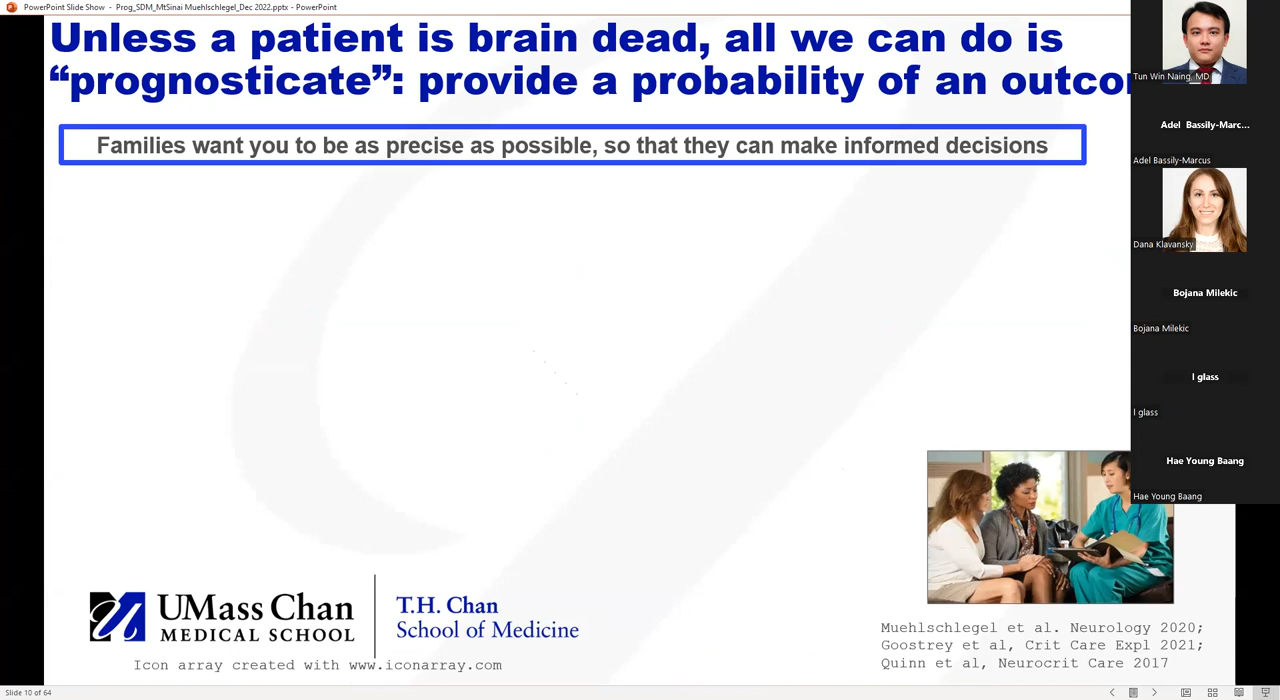 PowerPoint Slide Show - Prog_SDM_MtSinai Muehlschlegel_Dec 2022.pptx - PowerPoint
Unless a patient is brain dead, all we can do is
“prognosticate”: provide a probability of an outco
Families want you to be as precise as possible, so that they can make informed decisions
Tun Win Naing, MD
Adel Bassily-Marc...
Adel Bassily-Marcus
Dana Klavansky
Bojana Milekic
Bojana Milekic
l glass
l glass
Hae Young Baang
Hae Young Baang
UMass Chan
MEDICAL SCHOOL
T.H. Chan
School of Medicine
Icon array created with www.iconarray.com
Muehlschlegel et al. Neurology 2020;
Goostrey et al, Crit Care Expl 2021;
Quinn et al, Neurocrit Care 2017
Slide 10 of 64